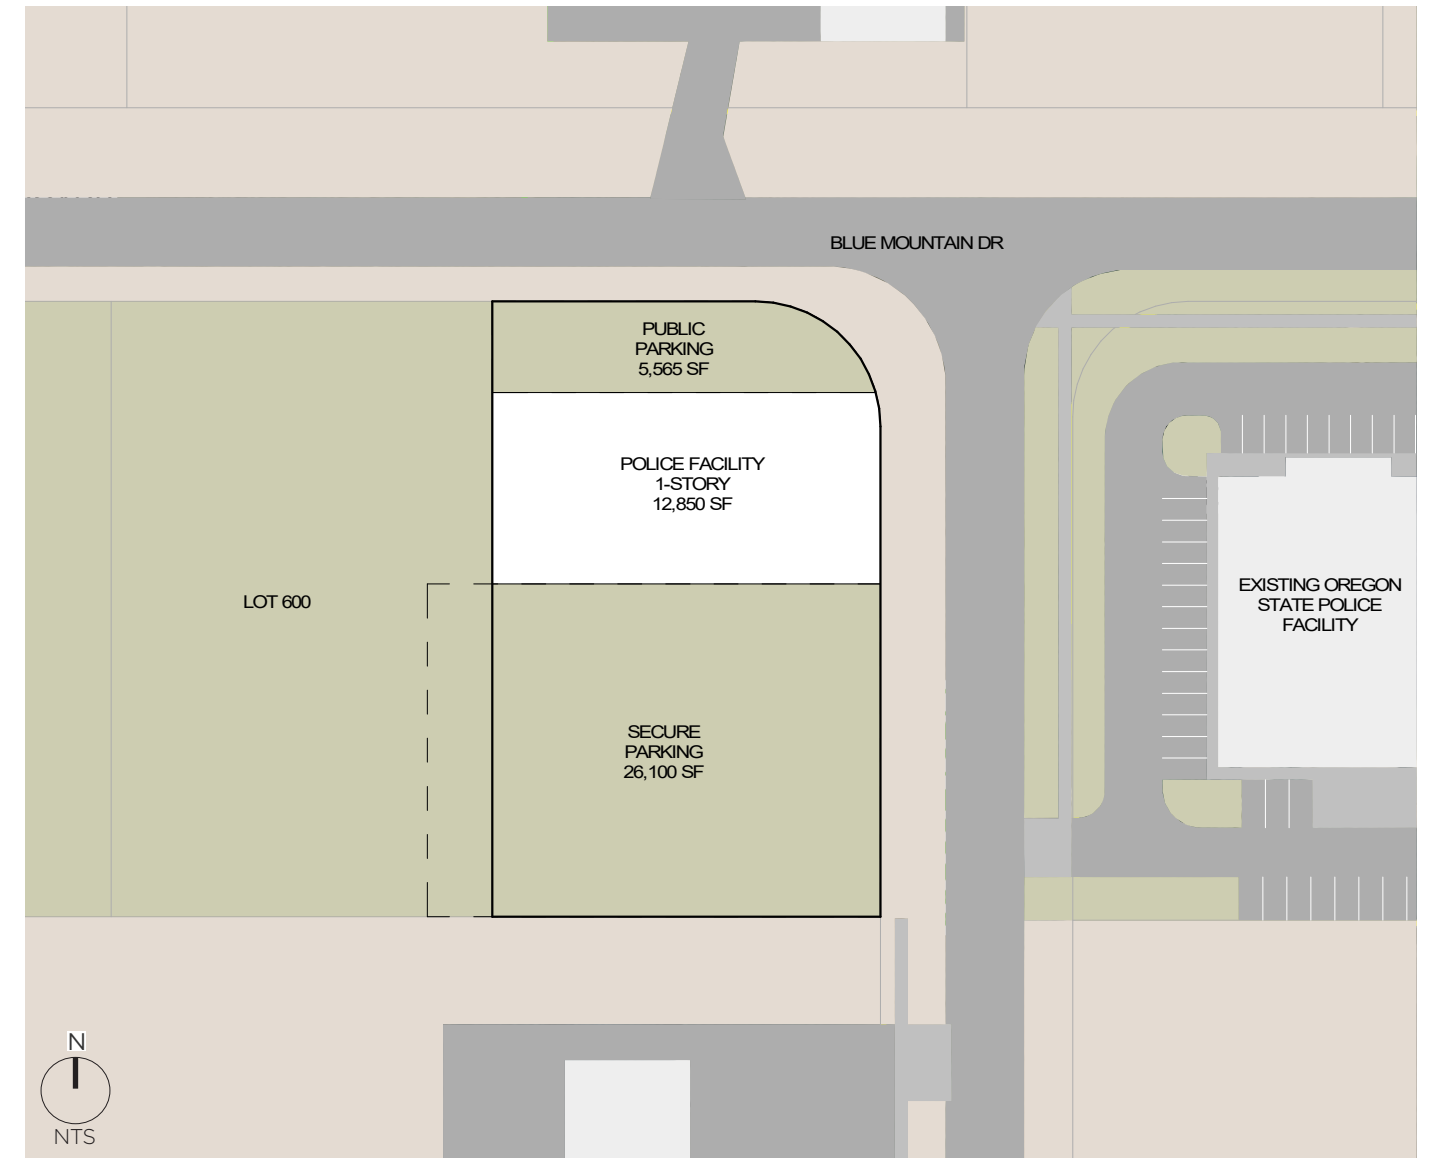 BLUE MOUNTAIN DR
PUBLIC
PARKING
5,565 SF
POLICE FACILITY
1-STORY
12,850 SF
LOT 600
EXISTING OREGON
STATE POLICE
FACILITY
SECURE
PARKING
26,100 SF
N
NTS